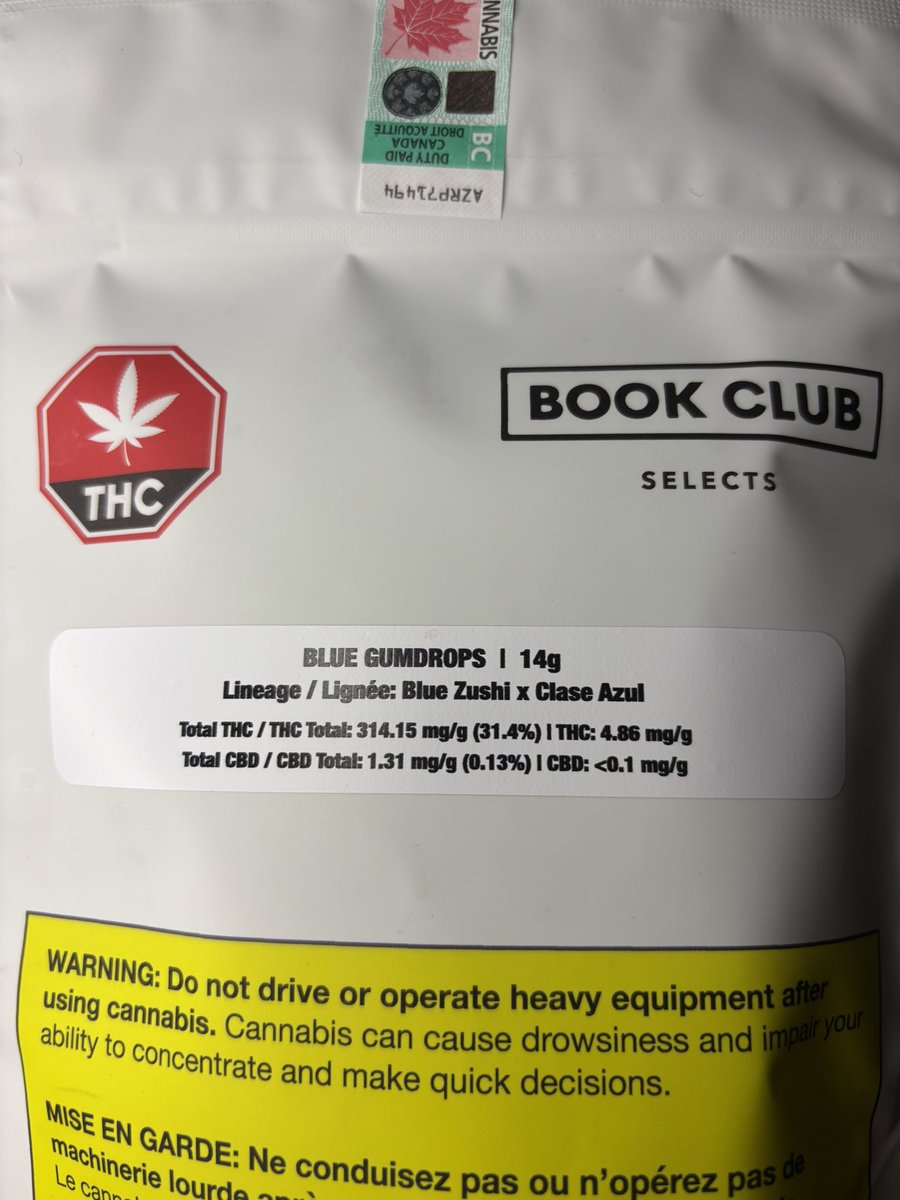 NNABIS
BC
DUTY PAID
CANADA
DROIT ACQUITTÉ
AZRP71494
THC
BOOK CLUB
SELECTS
BLUE GUMDROPS | 14g
Lineage / Lignée: Blue Zushi x Clase Azul
Total THC / THC Total: 314.15 mg/g (31.4%) | THC: 4.86 mg/g
Total CBD / CBD Total: 1.31 mg/g (0.13%) | CBD: <0.1 mg/g
WARNING: Do not drive or operate heavy equipment after
using cannabis. Cannabis can cause drowsiness and impair your
ability to concentrate and make quick decisions.
MISE EN GARDE: Ne conduisez pas ou n'opérez pas de
machinerie lourde
Le